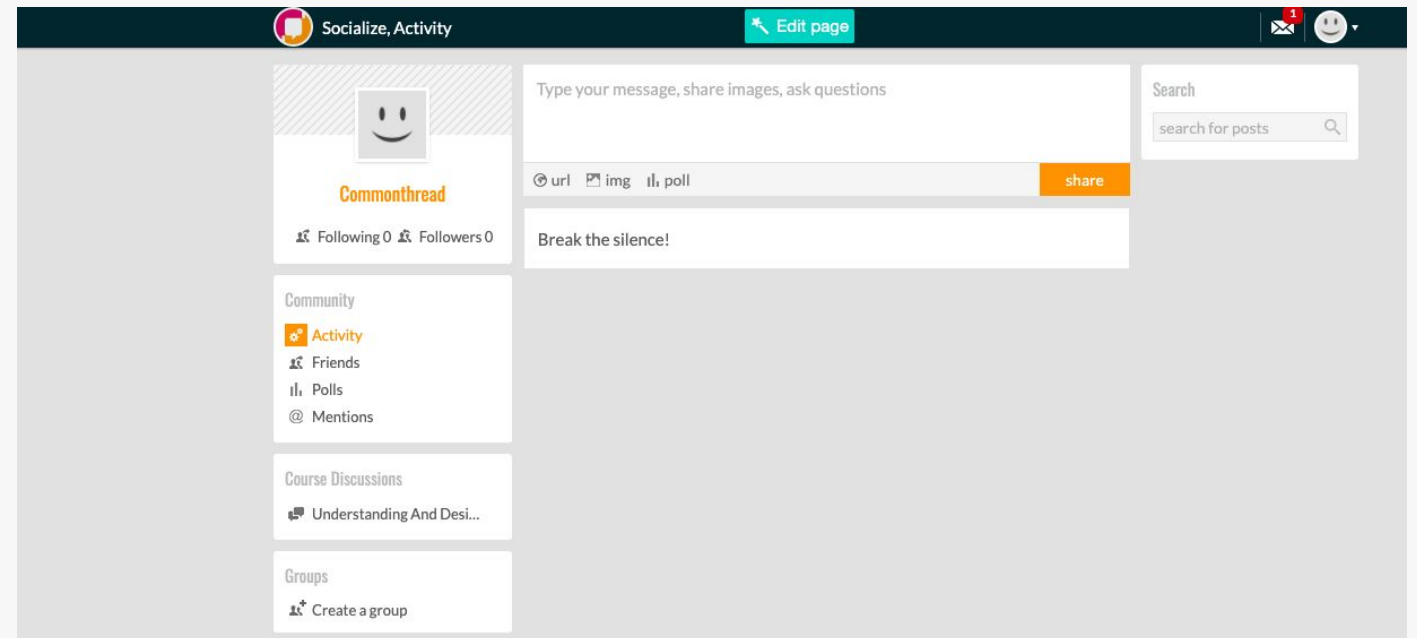 Socialize, Activity
Edit page
1
Commonthread
Following 0 Followers 0
Community
Activity
Friends
Polls
@ Mentions
Course Discussions
Understanding And Desi...
Groups
Create a group
Type your message, share images, ask questions
url img poll
share
Break the silence!
Search
search for posts